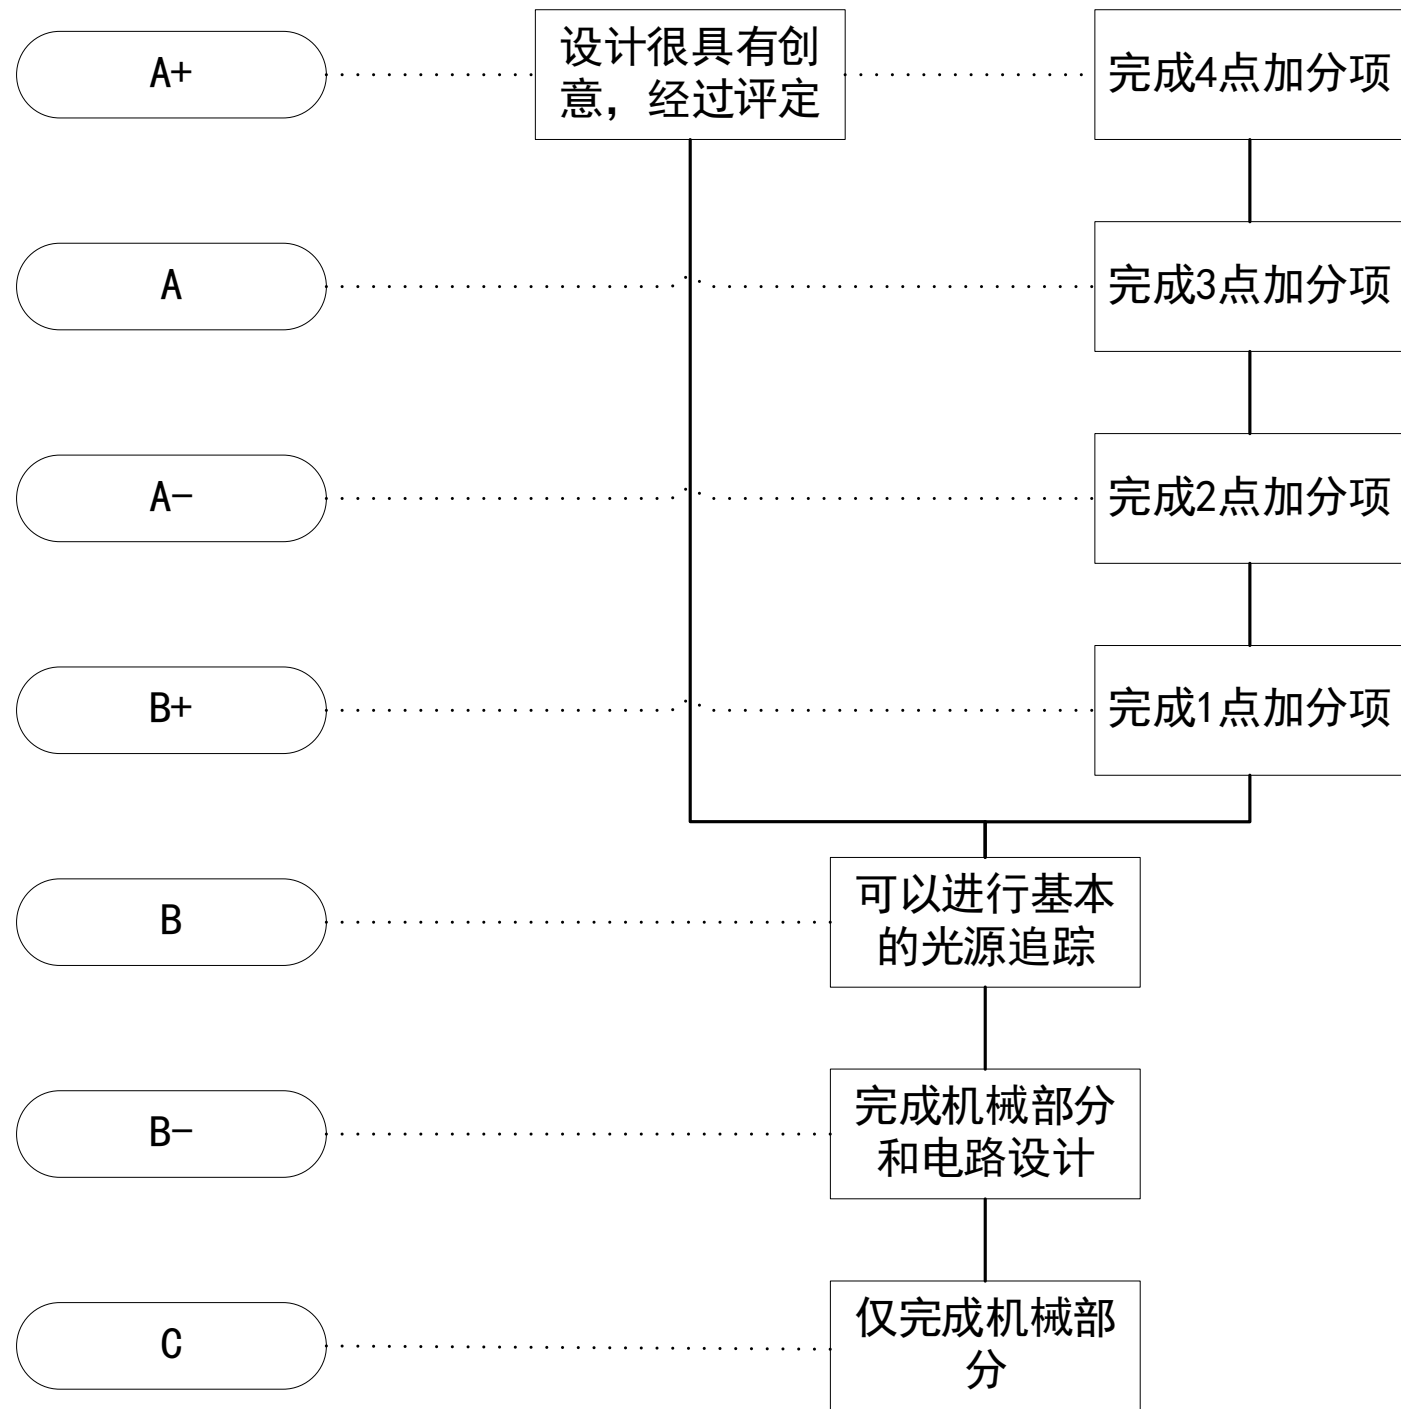 A+
设计很具有创
意，经过评定
完成4点加分项
A
完成3点加分项
A-
完成2点加分项
B+
完成1点加分项
B
可以进行基本
的光源追踪
B-
完成机械部分
和电路设计
C
仅完成机械部
分